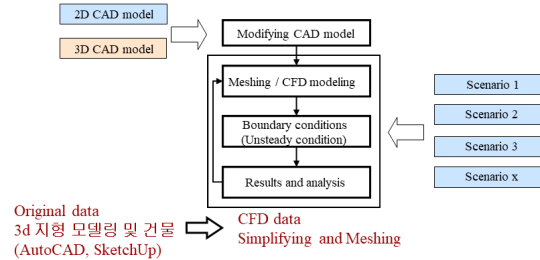 2D CAD model
3D CAD model
Modifying CAD model
Meshing / CFD modeling
Boundary conditions
(Unsteady condition)
Results and analysis
Scenario 1
Scenario 2
Scenario 3
Scenario x
Original data
3d 지형 모델링 및 건물
(AutoCAD, SketchUp)
CFD data
Simplifying and Meshing